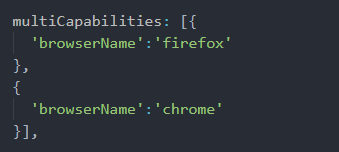 multiCapabilities: [{
  'browserName':'firefox'
},
{
  'browserName':'chrome'
}],